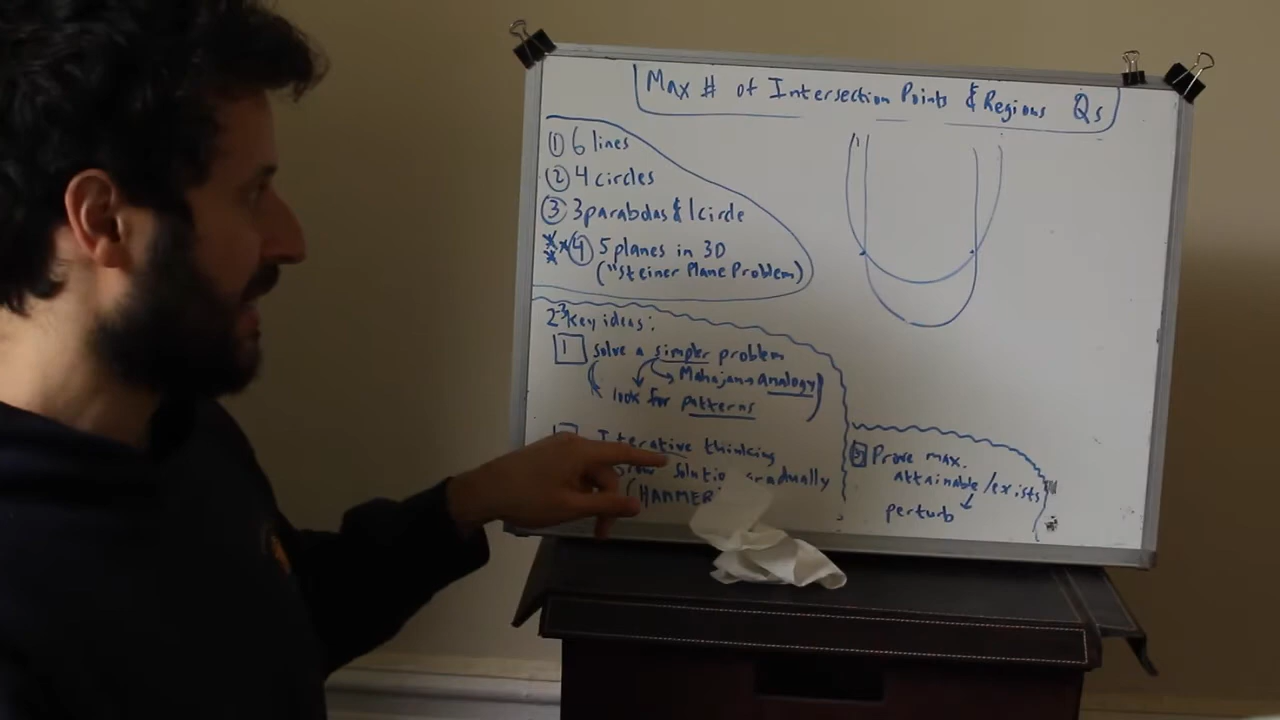 Max # of Intersection Points & Regions Qs
① 6 lines
② 4 circles
③ 3 parabolas & 1 circle
④ 5 planes in 3D
("Steiner Plane Problem)
2-3 key ideas:
1 solve a simpler problem
Mahajan → Analogy
look for patterns
Iterative thinking
gradually
(HAMMER
3 Prove max.
attainable/exists
perturb